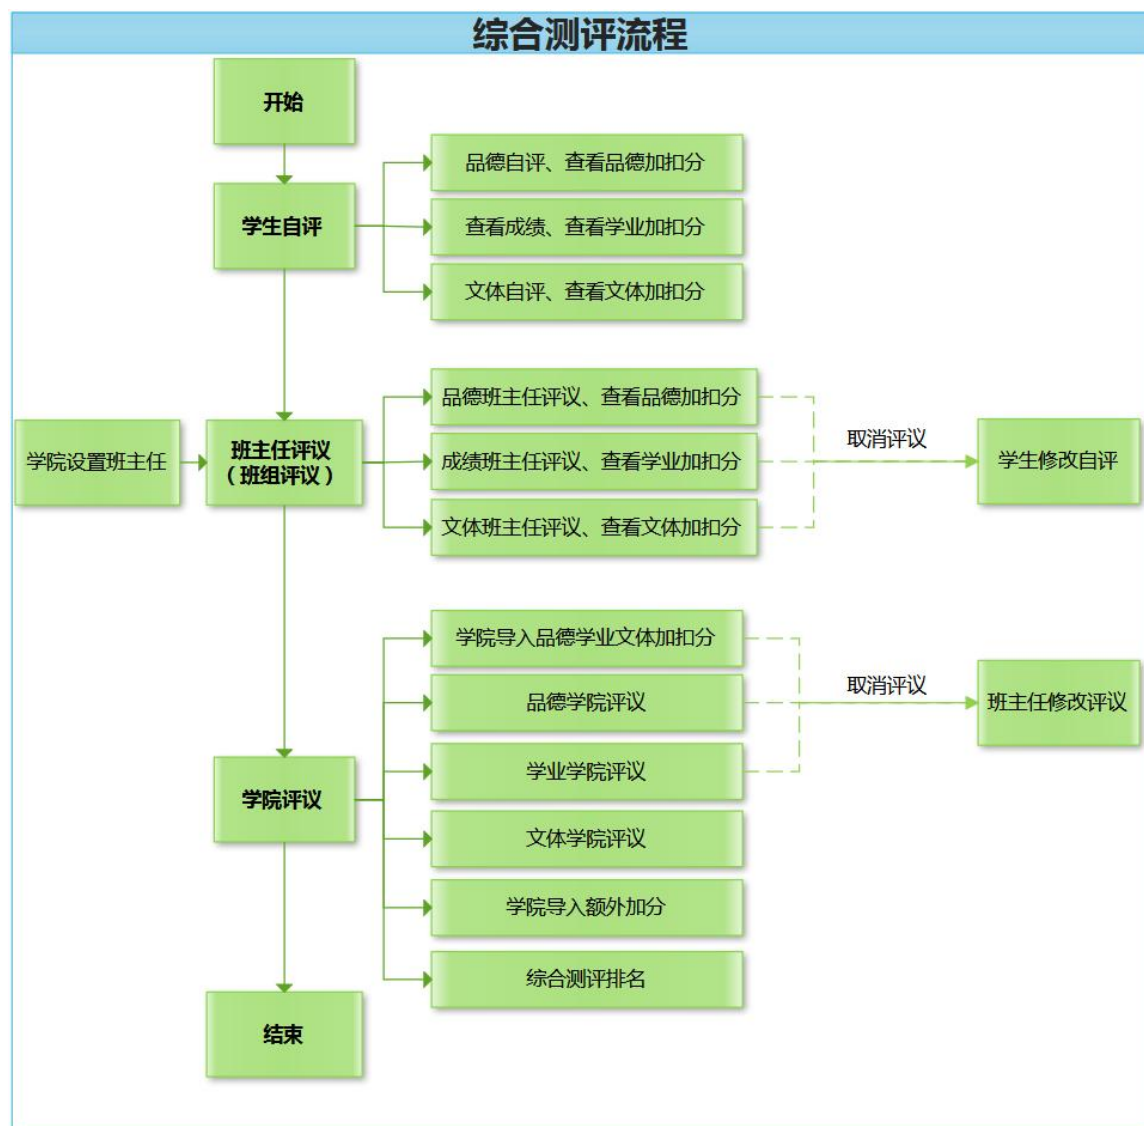 综合测评流程
开始
品德自评、查看品德加扣分
学生自评
查看成绩、查看学业加扣分
文体自评、查看文体加扣分
品德班主任评议、查看品德加扣分
取消评议
学院设置班主任
班主任评议
（班组评议）
成绩班主任评议、查看学业加扣分
学生修改自评
文体班主任评议、查看文体加扣分
学院导入品德学业文体加扣分
取消评议
品德学院评议
班主任修改评议
学业学院评议
学院评议
文体学院评议
学院导入额外加分
综合测评排名
结束